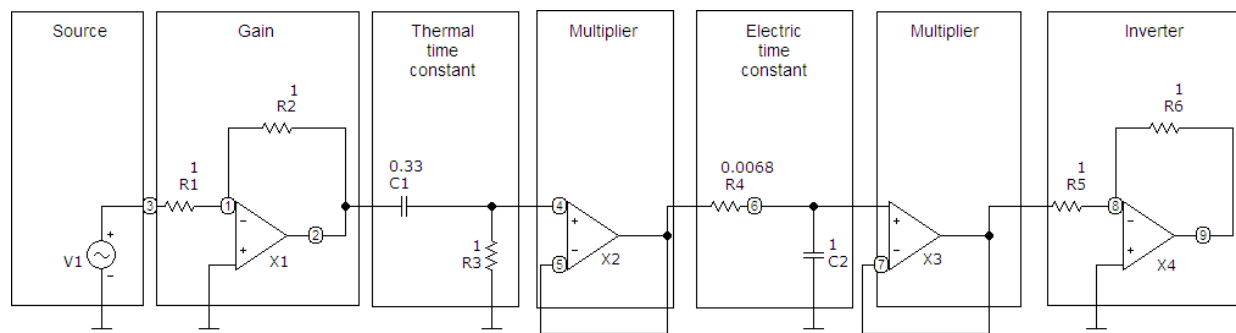 Source
Gain
Thermal
time
constant
Multiplier
Electric
time
constant
Multiplier
Inverter
1
R2
1
R6
1
R1
0.33
C1
0.0068
R4
1
R5
3
1
2
4
6
8
9
5
7
V1
+
−
−
+
X1
1
R3
+
−
X2
1
C2
+
−
X3
−
+
X4